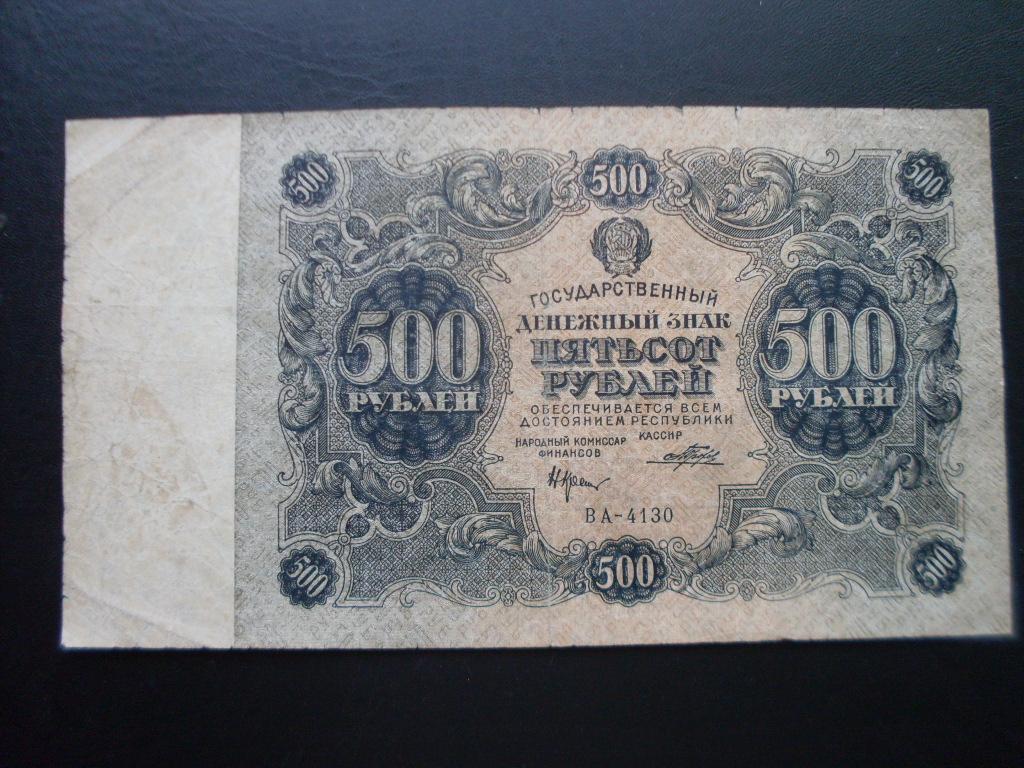 500 500 500
ГОСУДАРСТВЕННЫЙ
ДЕНЕЖНЫЙ ЗНАК
ПЯТЬСОТ
РУБЛЕЙ
500
РУБЛЕЙ
500
РУБЛЕЙ
ОБЕСПЕЧИВАЕТСЯ ВСЕМ
ДОСТОЯНИЕМ РЕСПУБЛИКИ
НАРОДНЫЙ КОМИССАР КАССИР
ФИНАНСОВ
ВА-4130
500 500 500